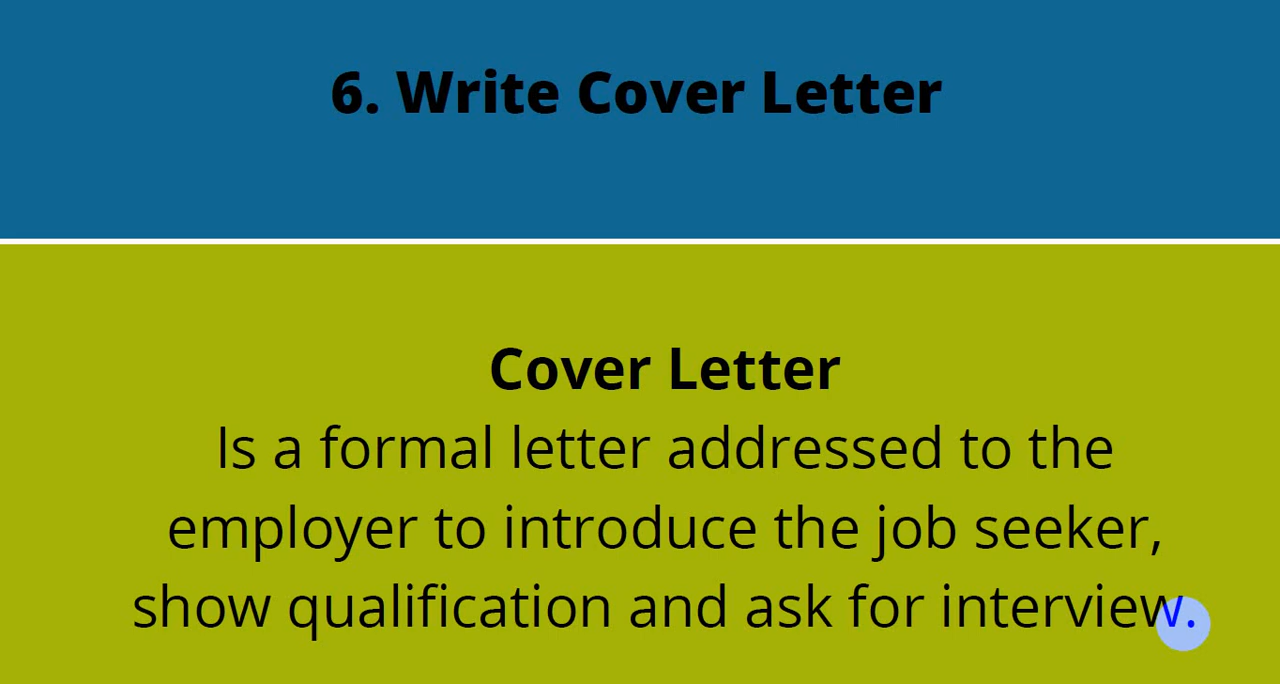 6. Write Cover Letter
Cover Letter
Is a formal letter addressed to the
employer to introduce the job seeker,
show qualification and ask for interview.